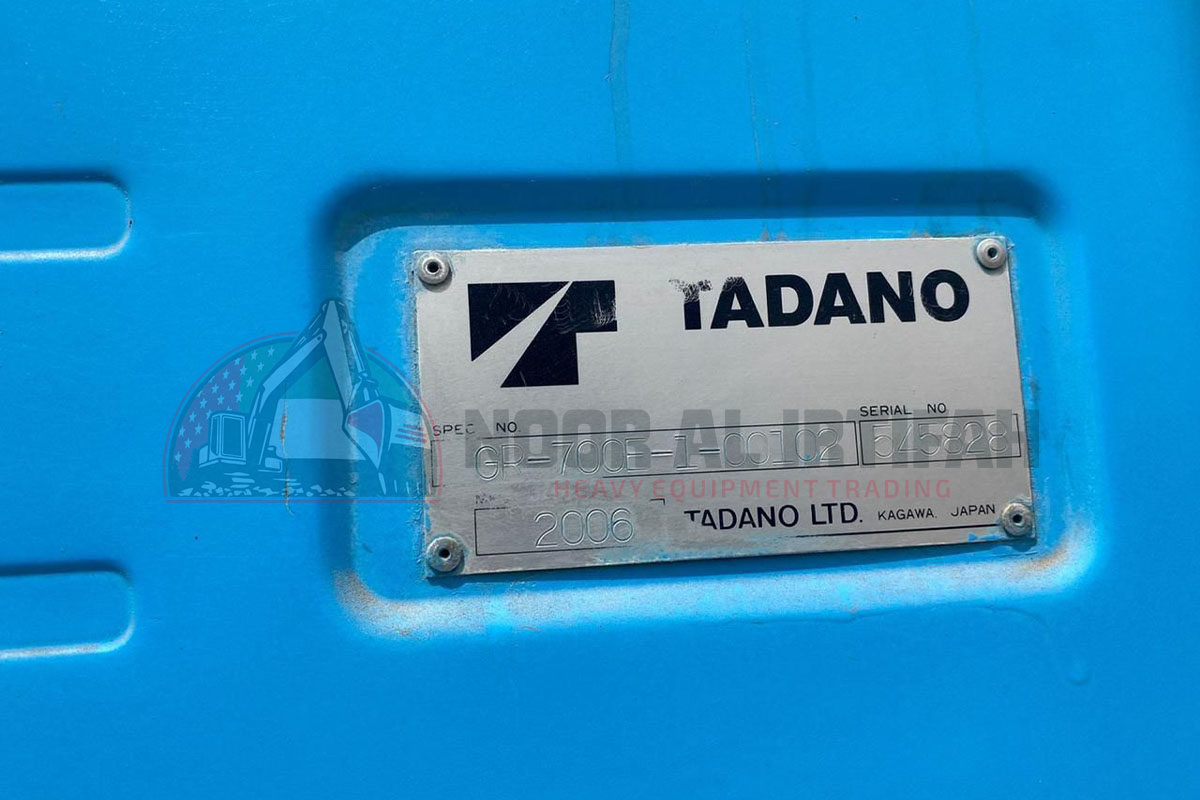 TADANO
SPEC NO.
SERIAL NO
GR-700E-1-00102
545828
2006
TADANO LTD. KAGAWA. JAPAN
NOOR AL IRTIFAH
HEAVY EQUIPMENT TRADING